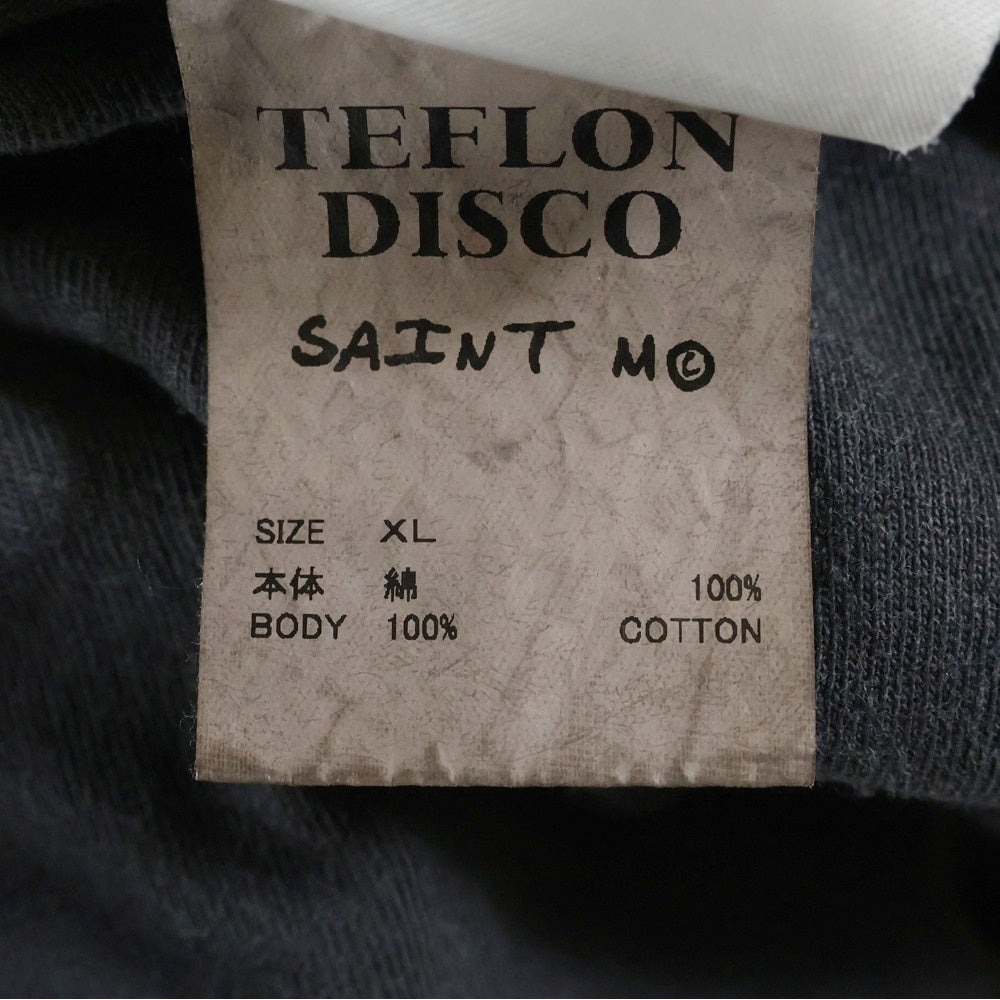 TEFLON
DISCO
SAINT M©
SIZE XL
本体 綿 100%
BODY 100% COTTON